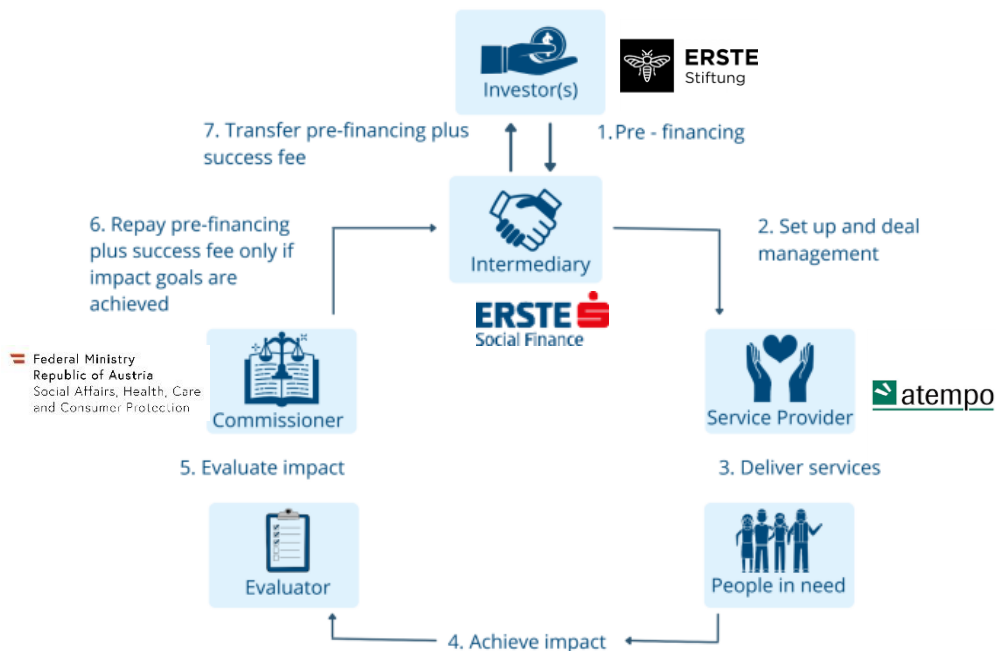 ERSTE
Stiftung
Investor(s)
7. Transfer pre-financing plus
success fee
1.Pre - financing
6. Repay pre-financing
plus success fee only if
impact goals are
achieved
2. Set up and deal
management
Intermediary
ERSTE
Social Finance
Federal Ministry
Republic of Austria
Social Affairs, Health, Care
and Consumer Protection
Commissioner
Service Provider
atempo
5. Evaluate impact
3. Deliver services
Evaluator
People in need
4. Achieve impact